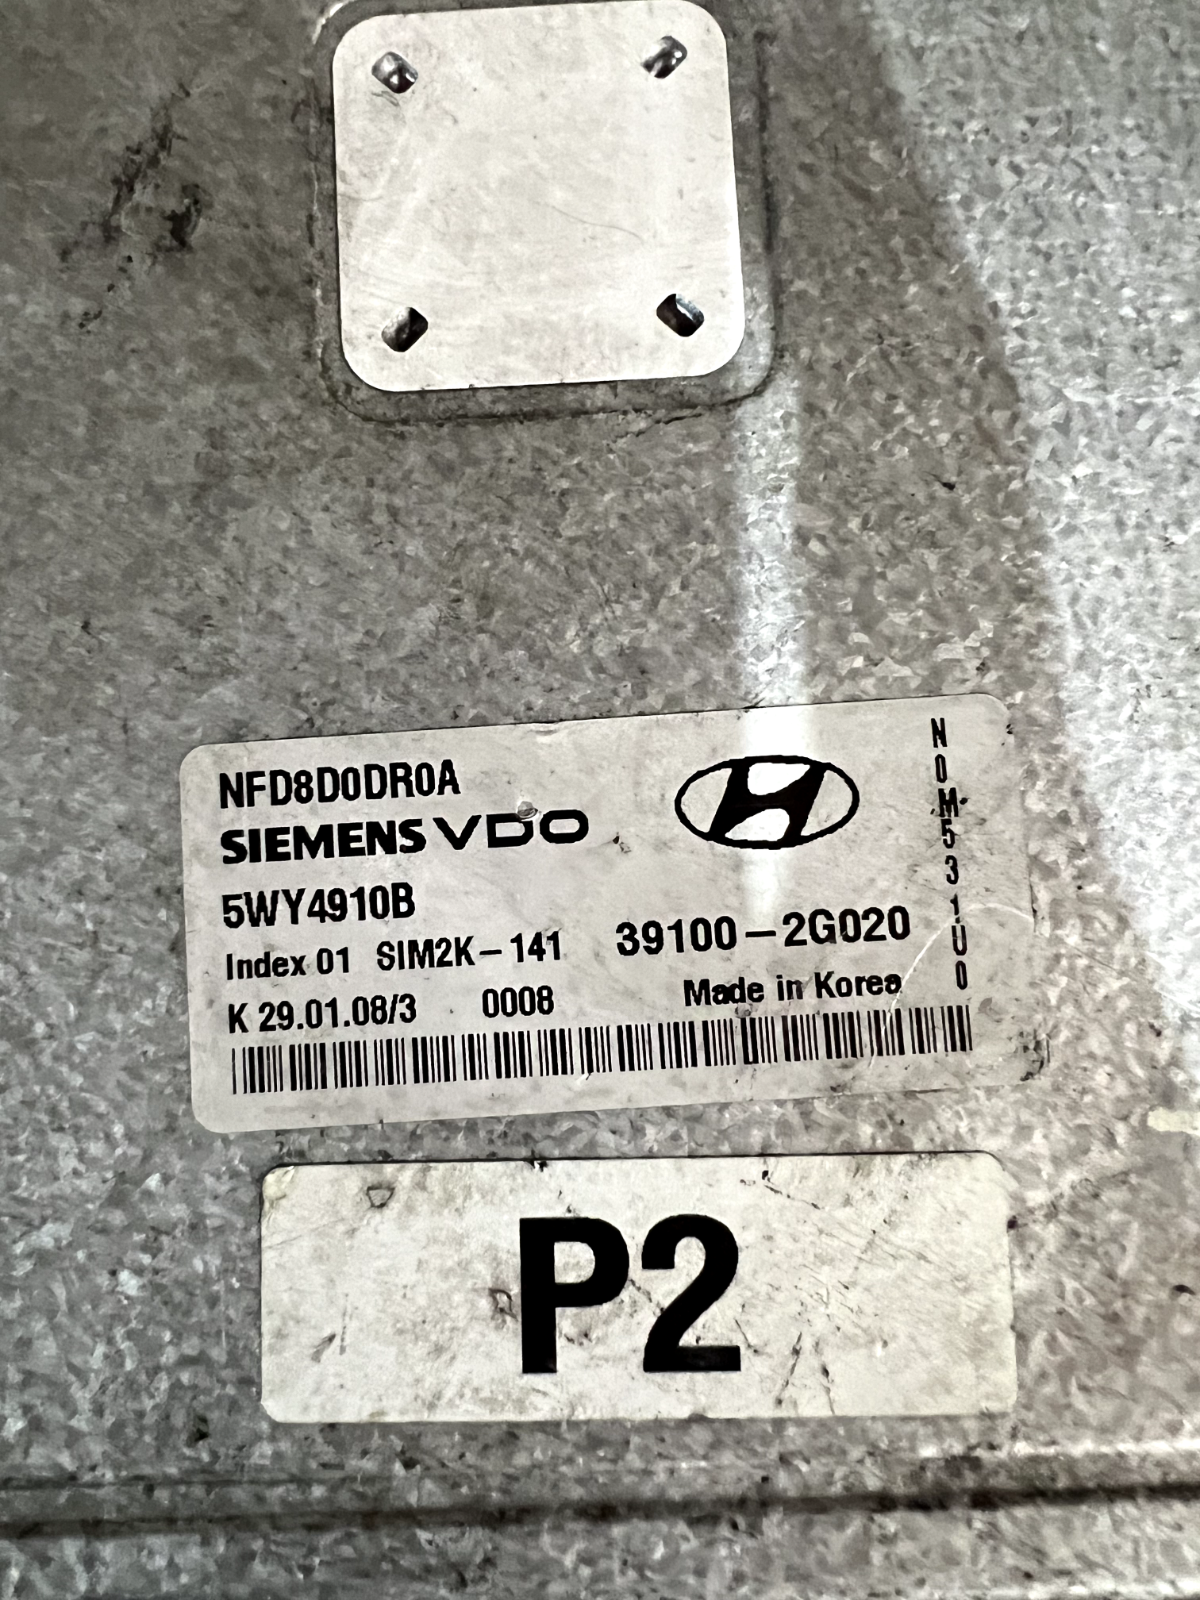 NFD8D0DR0A
SIEMENS VDO
5WY4910B
Index 01 SIM2K-141 39100-2G020
K 29.01.08/3 0008 Made in Korea
N0M531U0
P2